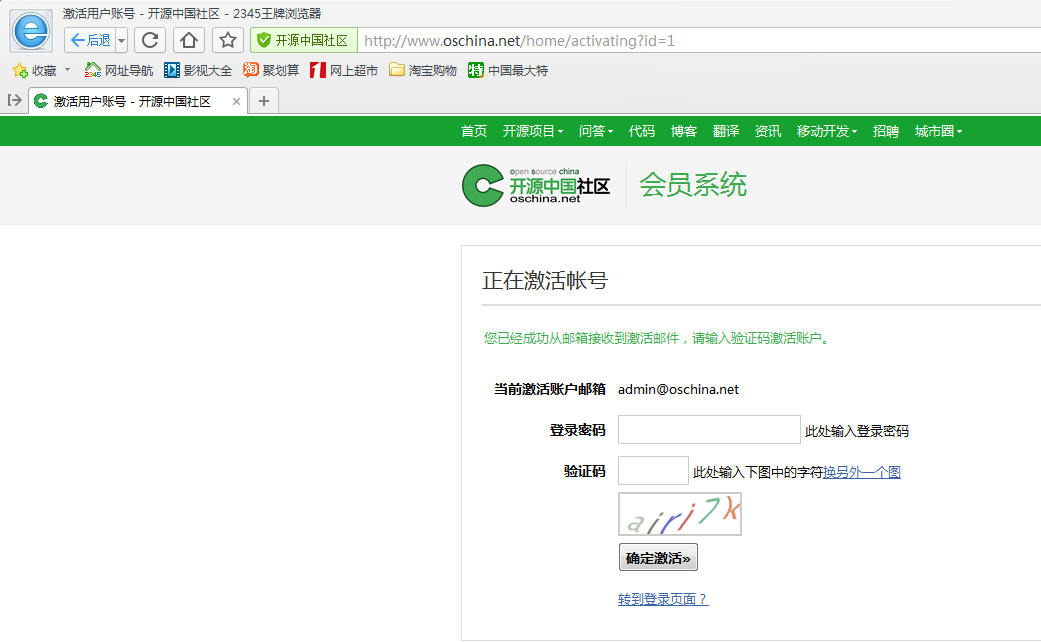 激活用户账号 - 开源中国社区 - 2345王牌浏览器
后退 开源中国社区 http://www.oschina.net/home/activating?id=1
收藏 网址导航 影视大全 聚划算 网上超市 淘宝购物 中国最大特
激活用户账号 - 开源中国社区 × +
首页 开源项目 问答 代码 博客 翻译 资讯 移动开发 招聘 城市圈
open source china
开源中国社区 会员系统
oschina.net
正在激活帐号
您已经成功从邮箱接收到激活邮件，请输入验证码激活账户。
当前激活账户邮箱 admin@oschina.net
登录密码 此处输入登录密码
验证码 此处输入下图中的字符换另外一个图
airi7k
确定激活»
转到登录页面？